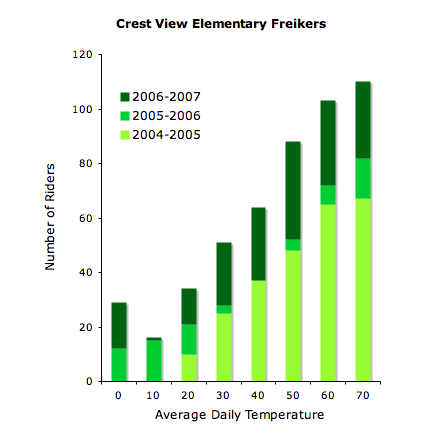 Crest View Elementary Freikers
120
100
80
60
40
20
0
Number of Riders
2006-2007
2005-2006
2004-2005
0 10 20 30 40 50 60 70
Average Daily Temperature